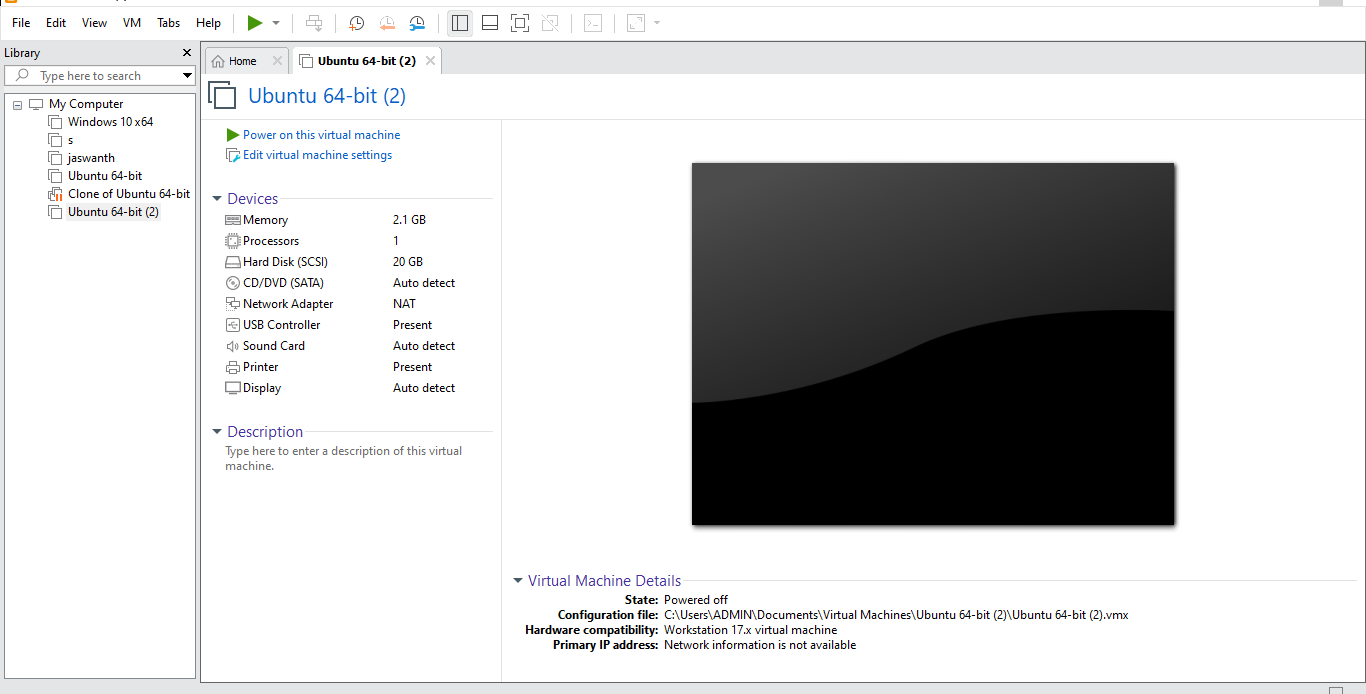 File Edit View VM Tabs Help
Library
Type here to search
My Computer
Windows 10 x64
s
jaswanth
Ubuntu 64-bit
Clone of Ubuntu 64-bit
Ubuntu 64-bit (2)
Home
Ubuntu 64-bit (2)
Ubuntu 64-bit (2)
Power on this virtual machine
Edit virtual machine settings
Devices
Memory 2.1 GB
Processors 1
Hard Disk (SCSI) 20 GB
CD/DVD (SATA) Auto detect
Network Adapter NAT
USB Controller Present
Sound Card Auto detect
Printer Present
Display Auto detect
Description
Type here to enter a description of this virtual
machine.
Virtual Machine Details
State: Powered off
Configuration file: C:\Users\ADMIN\Documents\Virtual Machines\Ubuntu 64-bit (2)\Ubuntu 64-bit (2).vmx
Hardware compatibility: Workstation 17.x virtual machine
Primary IP address: Network information is not available